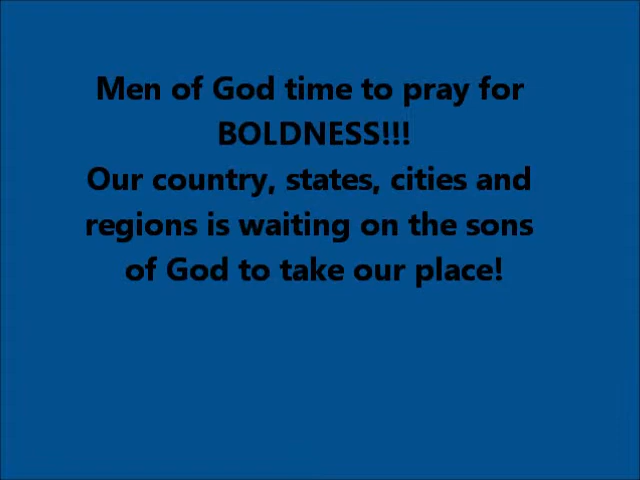 Men of God time to pray for
BOLDNESS!!!
Our country, states, cities and
regions is waiting on the sons
of God to take our place!